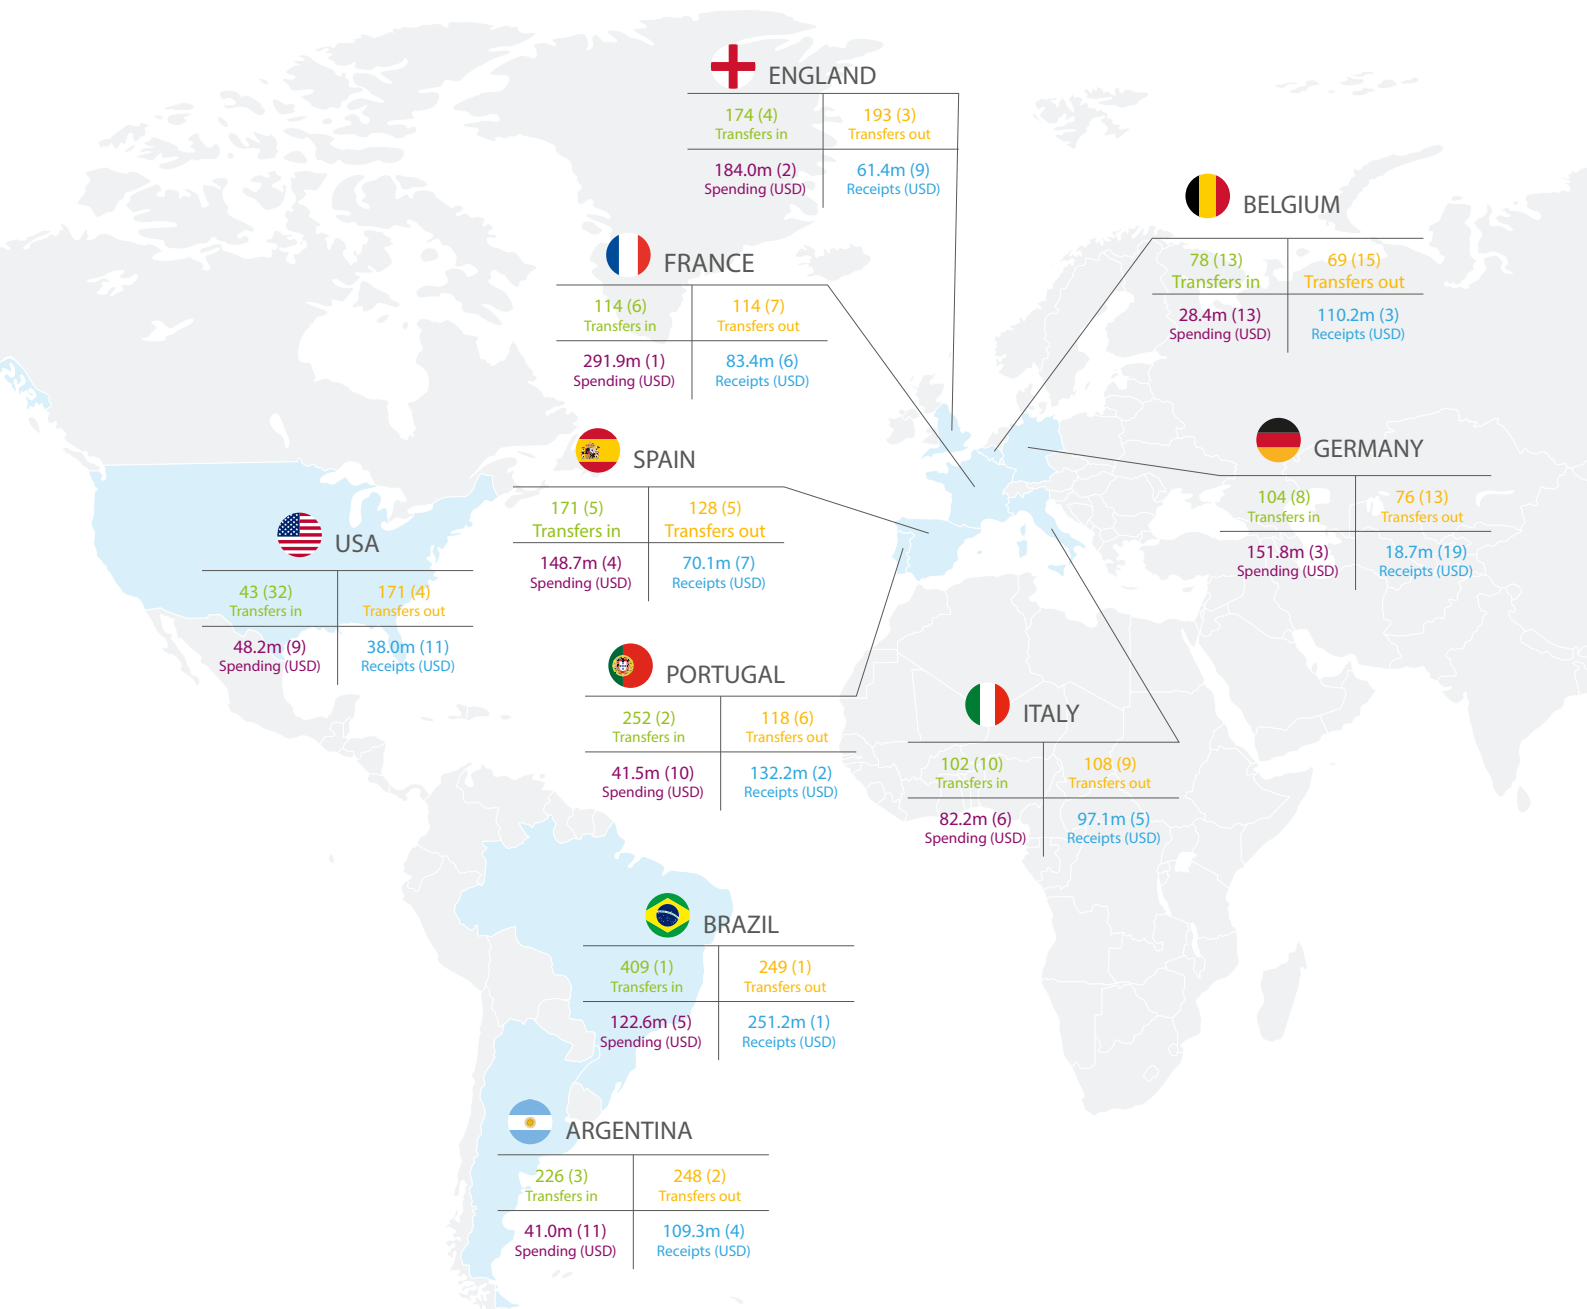 ENGLAND
174 (4)
Transfers in
193 (3)
Transfers out
184.0m (2)
Spending (USD)
61.4m (9)
Receipts (USD)
BELGIUM
78 (13)
Transfers in
69 (15)
Transfers out
28.4m (13)
Spending (USD)
110.2m (3)
Receipts (USD)
FRANCE
114 (6)
Transfers in
114 (7)
Transfers out
291.9m (1)
Spending (USD)
83.4m (6)
Receipts (USD)
GERMANY
104 (8)
Transfers in
76 (13)
Transfers out
151.8m (3)
Spending (USD)
18.7m (19)
Receipts (USD)
SPAIN
171 (5)
Transfers in
128 (5)
Transfers out
148.7m (4)
Spending (USD)
70.1m (7)
Receipts (USD)
USA
43 (32)
Transfers in
171 (4)
Transfers out
48.2m (9)
Spending (USD)
38.0m (11)
Receipts (USD)
PORTUGAL
252 (2)
Transfers in
118 (6)
Transfers out
41.5m (10)
Spending (USD)
132.2m (2)
Receipts (USD)
ITALY
102 (10)
Transfers in
108 (9)
Transfers out
82.2m (6)
Spending (USD)
97.1m (5)
Receipts (USD)
BRAZIL
409 (1)
Transfers in
249 (1)
Transfers out
122.6m (5)
Spending (USD)
251.2m (1)
Receipts (USD)
ARGENTINA
226 (3)
Transfers in
248 (2)
Transfers out
41.0m (11)
Spending (USD)
109.3m (4)
Receipts (USD)